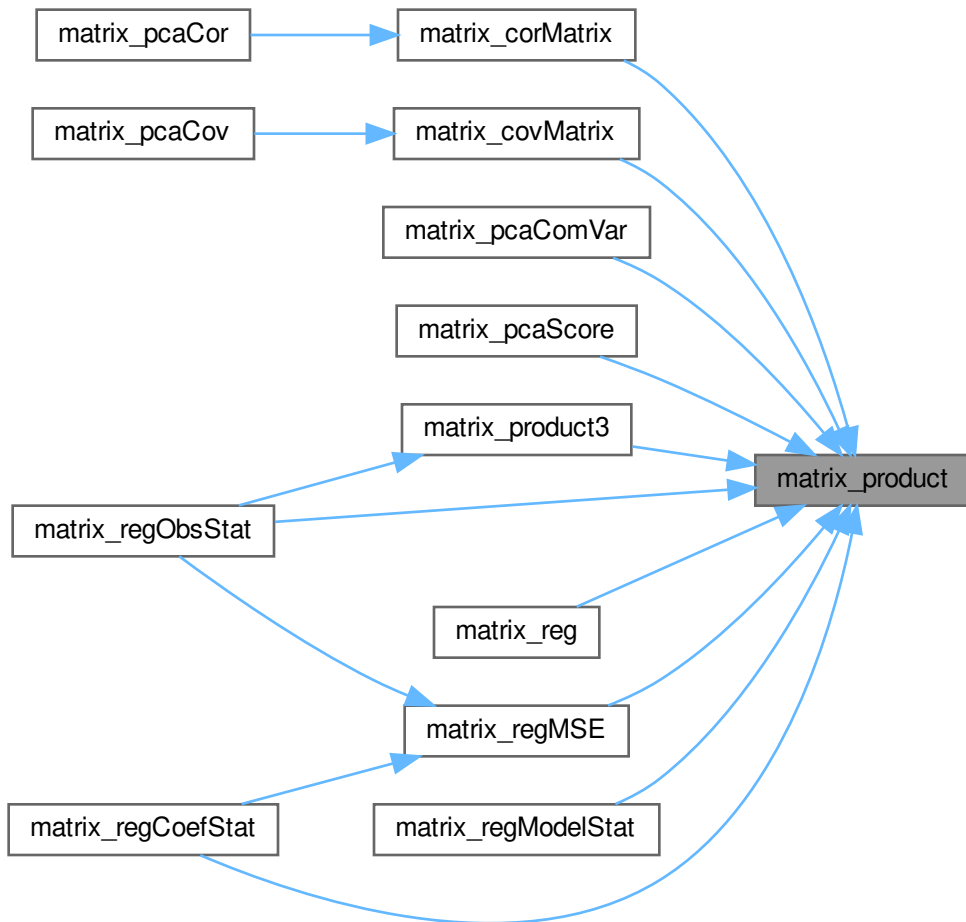 matrix_pcaCor
matrix_corMatrix
matrix_pcaCov
matrix_covMatrix
matrix_pcaComVar
matrix_pcaScore
matrix_product3
matrix_product
matrix_regObsStat
matrix_reg
matrix_regMSE
matrix_regCoefStat
matrix_regModelStat